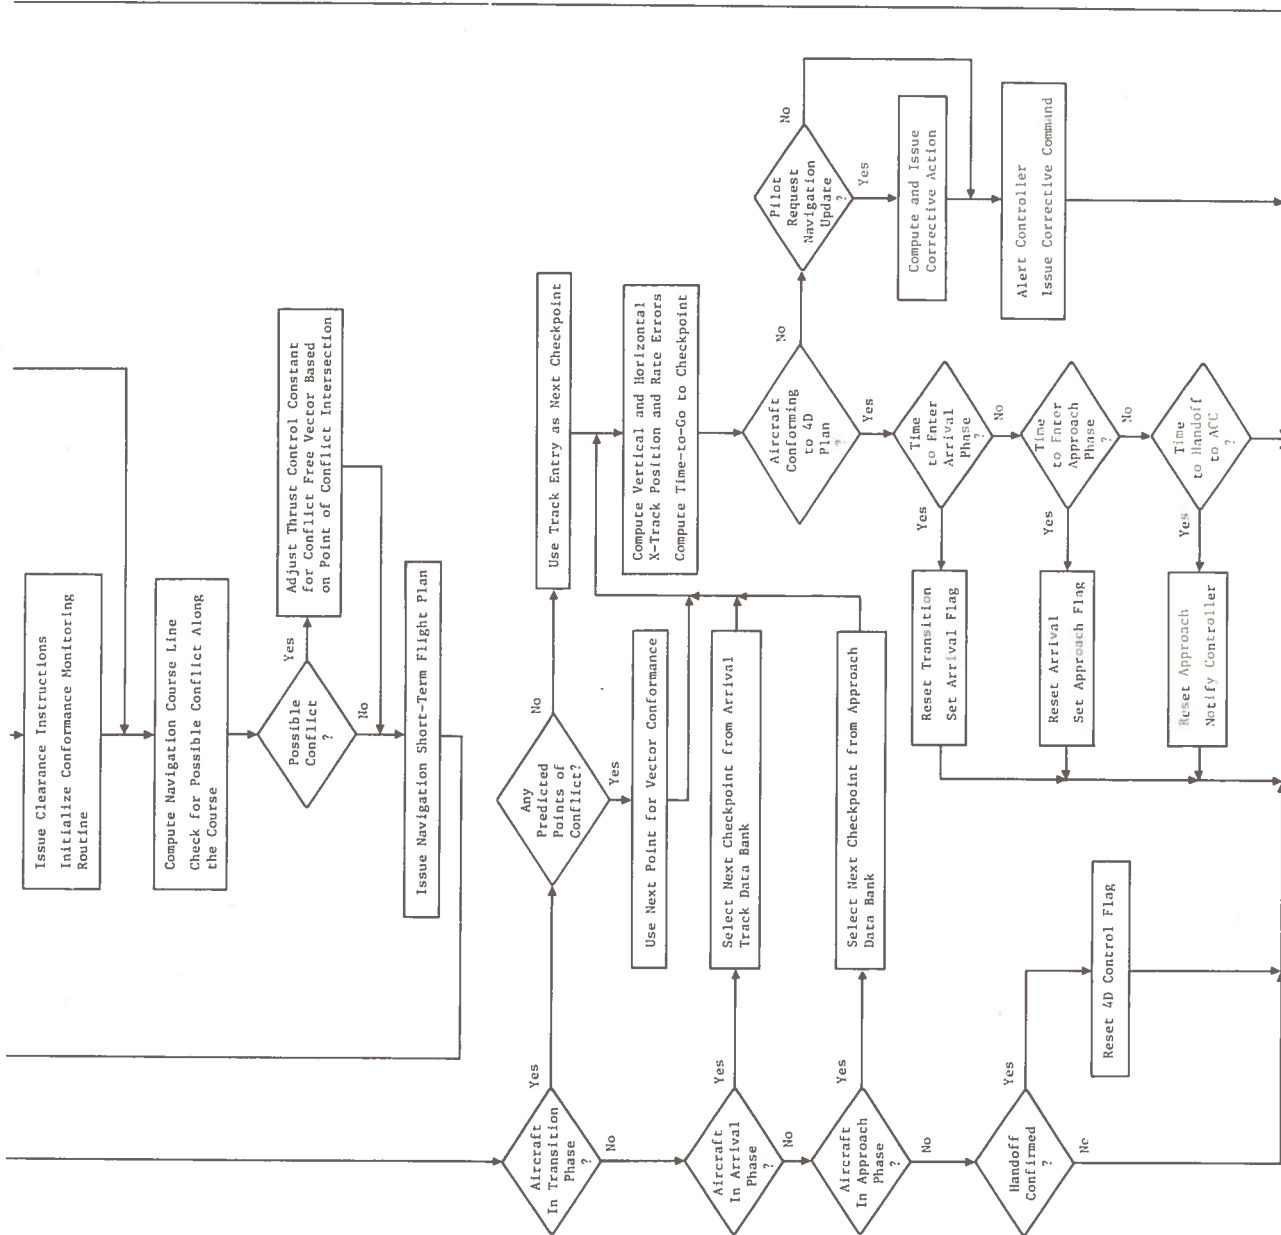 Issue Clearance Instructions
Initialize Conformance Monitoring
Routine
Compute Navigation Course Line
Check for Possible Conflict Along
the Course
Possible
Conflict
?
Yes
No
Adjust Thrust Control Constant
for Conflict Free Vector Based
on Point of Conflict Intersection
Issue Navigation Short-Term Flight Plan
Aircraft
In Transition
Phase
?
Yes
No
Any
Predicted
Points of
Conflict?
No
Yes
Use Track Entry as Next Checkpoint
Use Next Point for Vector Conformance
Aircraft
In Arrival
Phase
?
Yes
No
Select Next Checkpoint from Arrival
Track Data Bank
Aircraft
In Approach
Phase
?
Yes
No
Select Next Checkpoint from Approach
Data Bank
Handoff
Confirmed
?
Yes
No
Reset 4D Control Flag
Compute Vertical and Horizontal
X-Track Position and Rate Errors
Compute Time-to-Go to Checkpoint
Aircraft
Conforming
to 4D
Plan
?
No
Yes
Pilot
Request
Navigation
Update
?
No
Yes
Compute and Issue
Corrective Action
Alert Controller
Issue Corrective Command
Time
to Enter
Arrival
Phase?
Yes
No
Reset Transition
Set Arrival Flag
Time
to Enter
Approach
Phase?
Yes
No
Reset Arrival
Set Approach Flag
Time
to Handoff
to ACC
?
Yes
Reset Approach
Notify Controller